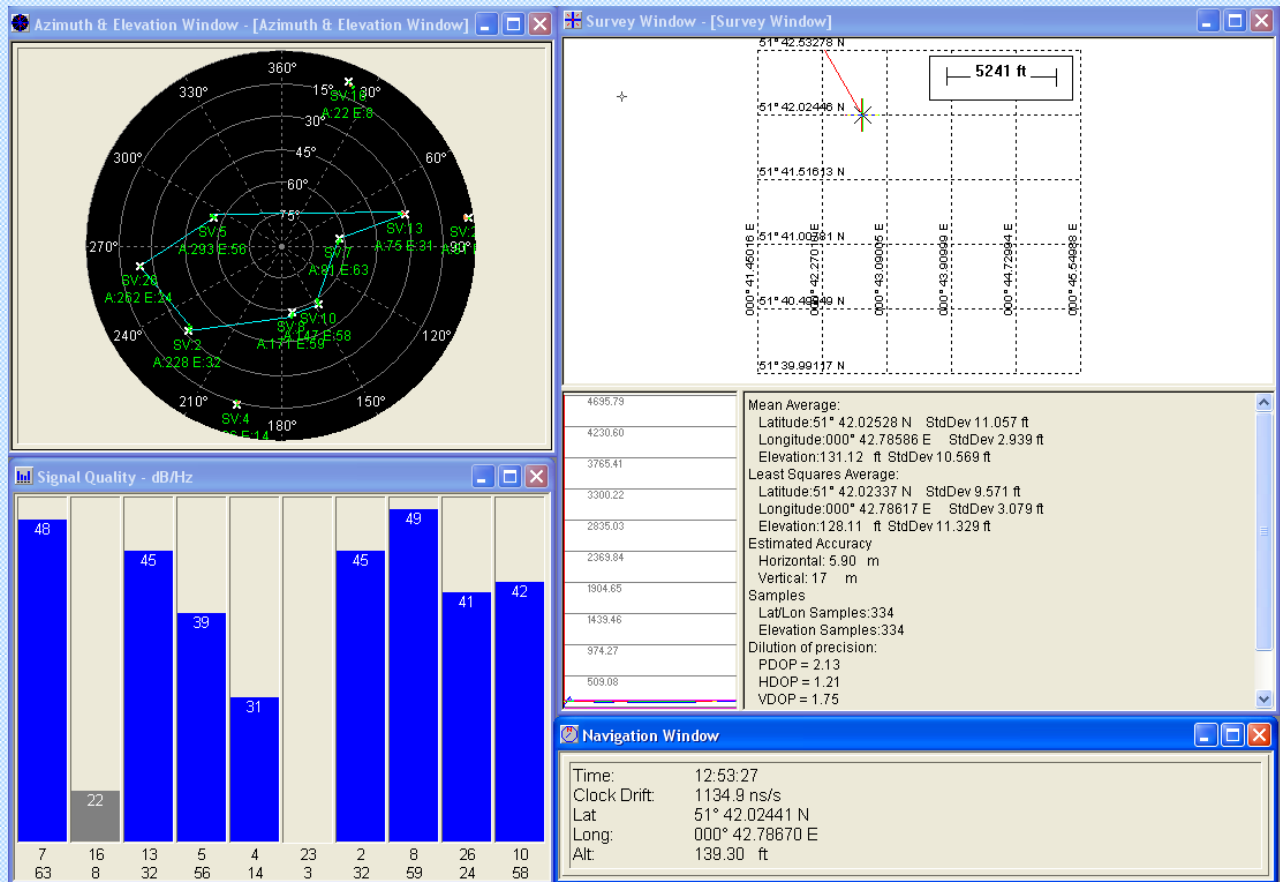 Azimuth & Elevation Window - [Azimuth & Elevation Window]
360°
330°
15°
SV:16
A:22 E:8
30°
300°
45°
60°
60°
75°
SV:5
A:293 E:56
SV:13
A:75 E:31
SV:7
A:81 E:63
270°
90°
SV:26
A:262 E:24
SV:10
A:147 E:58
SV:8
A:171 E:59
240°
SV:2
A:228 E:32
120°
210°
SV:4
E:14
180°
150°
Signal Quality - dB/Hz
48
22
45
39
31
45
49
41
42
7 16 13 5 4 23 2 8 26 10
63 8 32 56 14 3 32 59 24 58
Survey Window - [Survey Window]
51° 42.53278 N
5241 ft
51° 42.02446 N
51° 41.51613 N
51° 41.00781 N
51° 40.49949 N
51° 39.99117 N
000° 41.45016 E
000° 42.27010 E
000° 43.09005 E
000° 43.90999 E
000° 44.72994 E
000° 45.54988 E
4695.79
4230.60
3765.41
3300.22
2835.03
2369.84
1904.65
1439.46
974.27
509.08
Mean Average:
Latitude:51° 42.02528 N StdDev 11.057 ft
Longitude:000° 42.78586 E StdDev 2.939 ft
Elevation:131.12 ft StdDev 10.569 ft
Least Squares Average:
Latitude:51° 42.02337 N StdDev 9.571 ft
Longitude:000° 42.78617 E StdDev 3.079 ft
Elevation:128.11 ft StdDev 11.329 ft
Estimated Accuracy
Horizontal: 5.90 m
Vertical: 17 m
Samples
Lat/Lon Samples:334
Elevation Samples:334
Dilution of precision:
PDOP = 2.13
HDOP = 1.21
VDOP = 1.75
Navigation Window
Time: 12:53:27
Clock Drift: 1134.9 ns/s
Lat 51° 42.02441 N
Long: 000° 42.78670 E
Alt: 139.30 ft